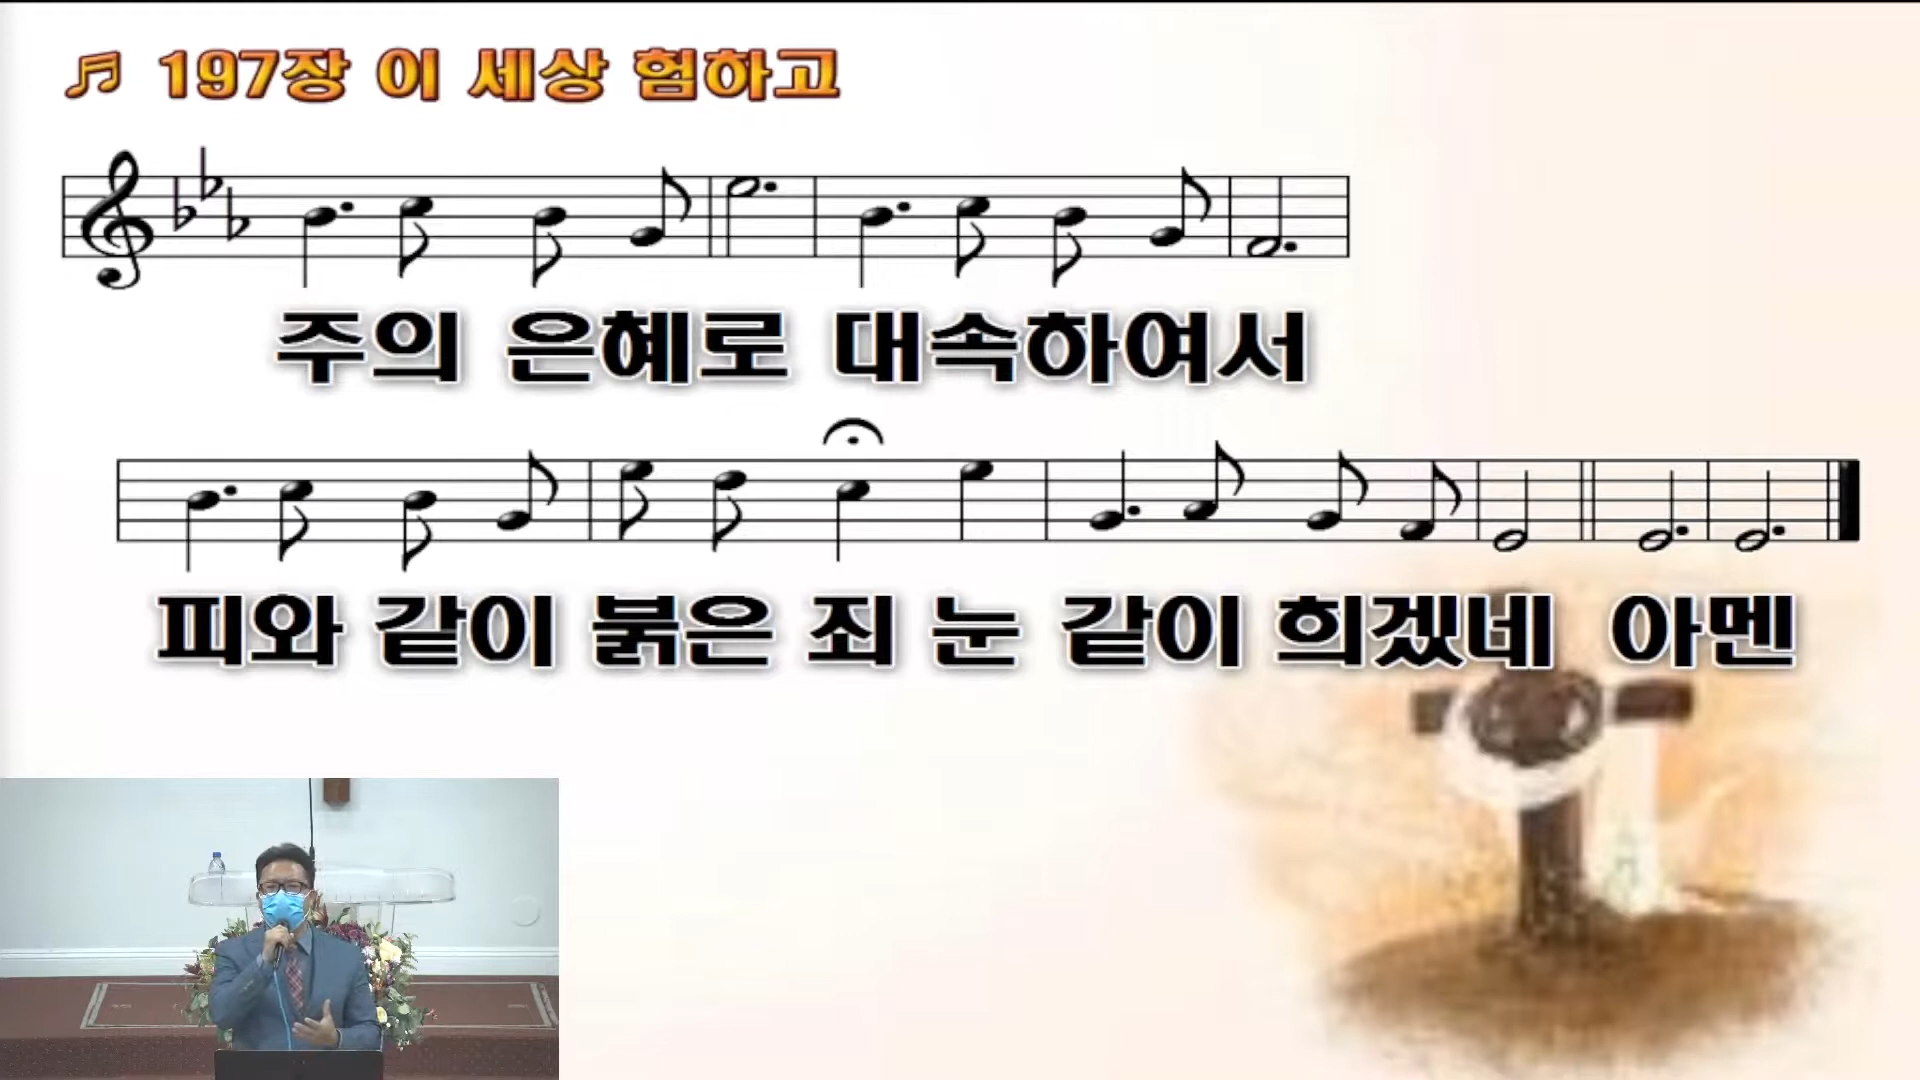 197장 이 세상 험하고
주의 은혜로 대속하여서
피와 같이 붉은 죄 눈 같이 희겠네 아멘